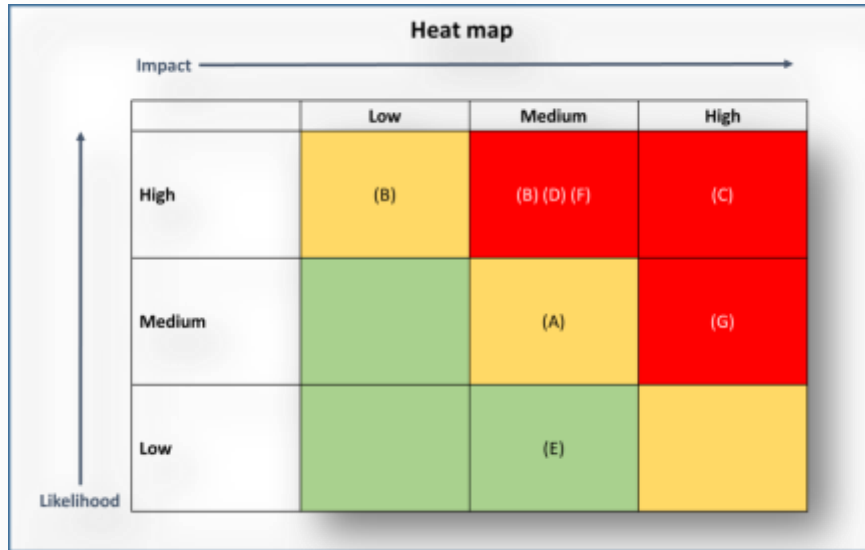 Heat map
Impact
Low Medium High
High (B) (B) (D) (F) (C)
Medium (A) (G)
Low (E)
Likelihood